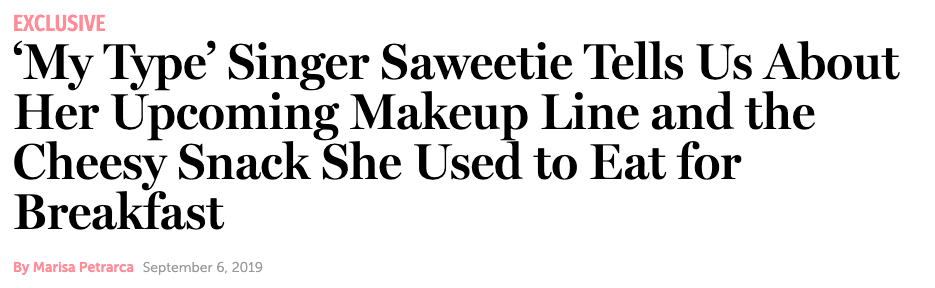 EXCLUSIVE
‘My Type’ Singer Saweetie Tells Us About
Her Upcoming Makeup Line and the
Cheesy Snack She Used to Eat for
Breakfast
By Marisa Petrarca September 6, 2019